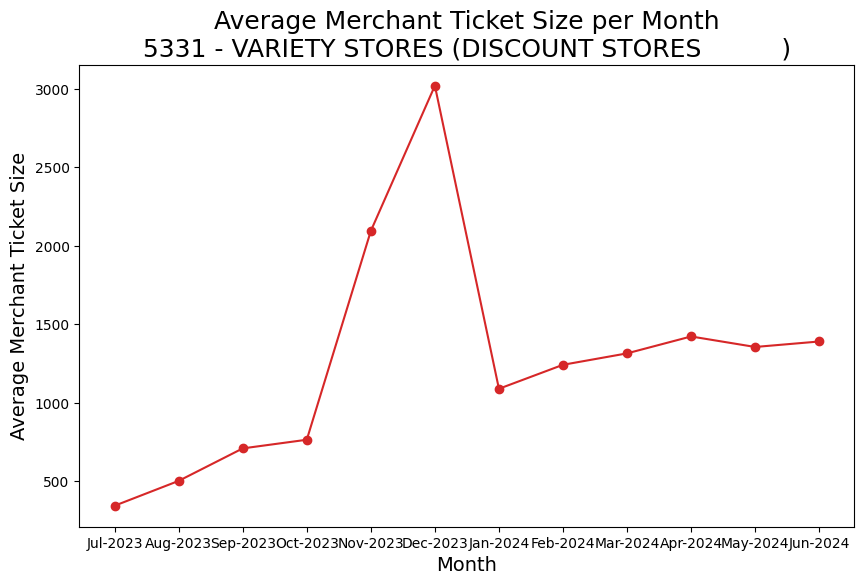 Average Merchant Ticket Size per Month
5331 - VARIETY STORES (DISCOUNT STORES          )
Average Merchant Ticket Size
3000
2500
2000
1500
1000
500
Jul-2023 Aug-2023 Sep-2023 Oct-2023 Nov-2023 Dec-2023 Jan-2024 Feb-2024 Mar-2024 Apr-2024 May-2024 Jun-2024
Month